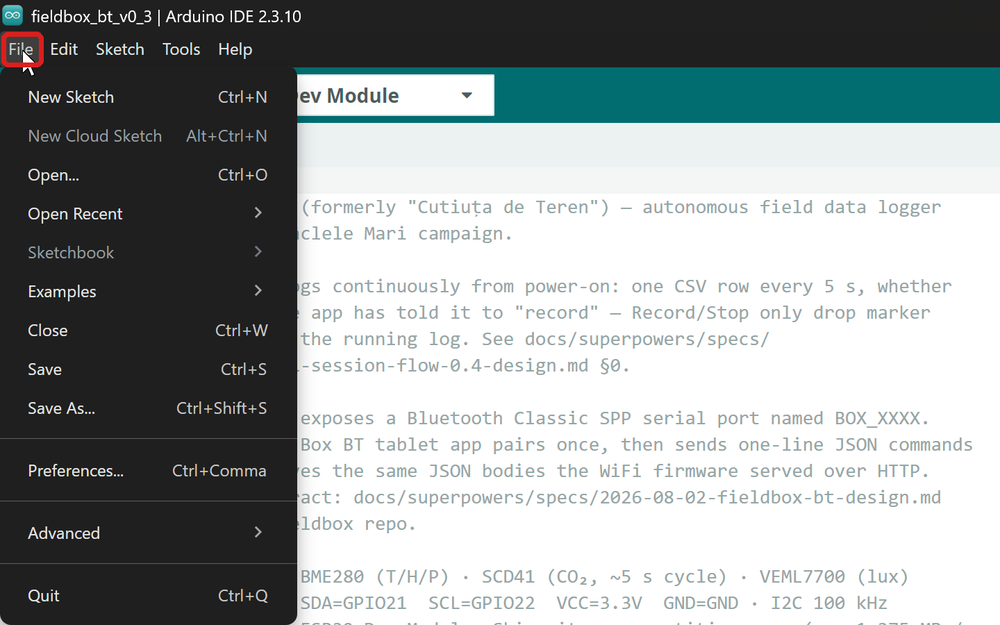 fieldbox_bt_v0_3 | Arduino IDE 2.3.10
File Edit Sketch Tools Help
New Sketch Ctrl+N
New Cloud Sketch Alt+Ctrl+N
Open... Ctrl+O
Open Recent
Sketchbook
Examples
Close Ctrl+W
Save Ctrl+S
Save As... Ctrl+Shift+S
Preferences... Ctrl+Comma
Advanced
Quit Ctrl+Q
Dev Module
(formerly "Cutiuța de Teren") — autonomous field data logger
Mari campaign.
continuously from power-on: one CSV row every 5 s, whether
app has told it to "record" — Record/Stop only drop marker
the running log. See docs/superpowers/specs/
-session-flow-0.4-design.md §0.
exposes a Bluetooth Classic SPP serial port named BOX_XXXX.
Box BT tablet app pairs once, then sends one-line JSON commands
the same JSON bodies the WiFi firmware served over HTTP.
docs/superpowers/specs/2026-08-02-fieldbox-bt-design.md
repo.
BME280 (T/H/P) · SCD41 (CO₂, ~5 s cycle) · VEML7700 (lux)
SDA=GPIO21 SCL=GPIO22 VCC=3.3V GND=GND · I2C 100 kHz